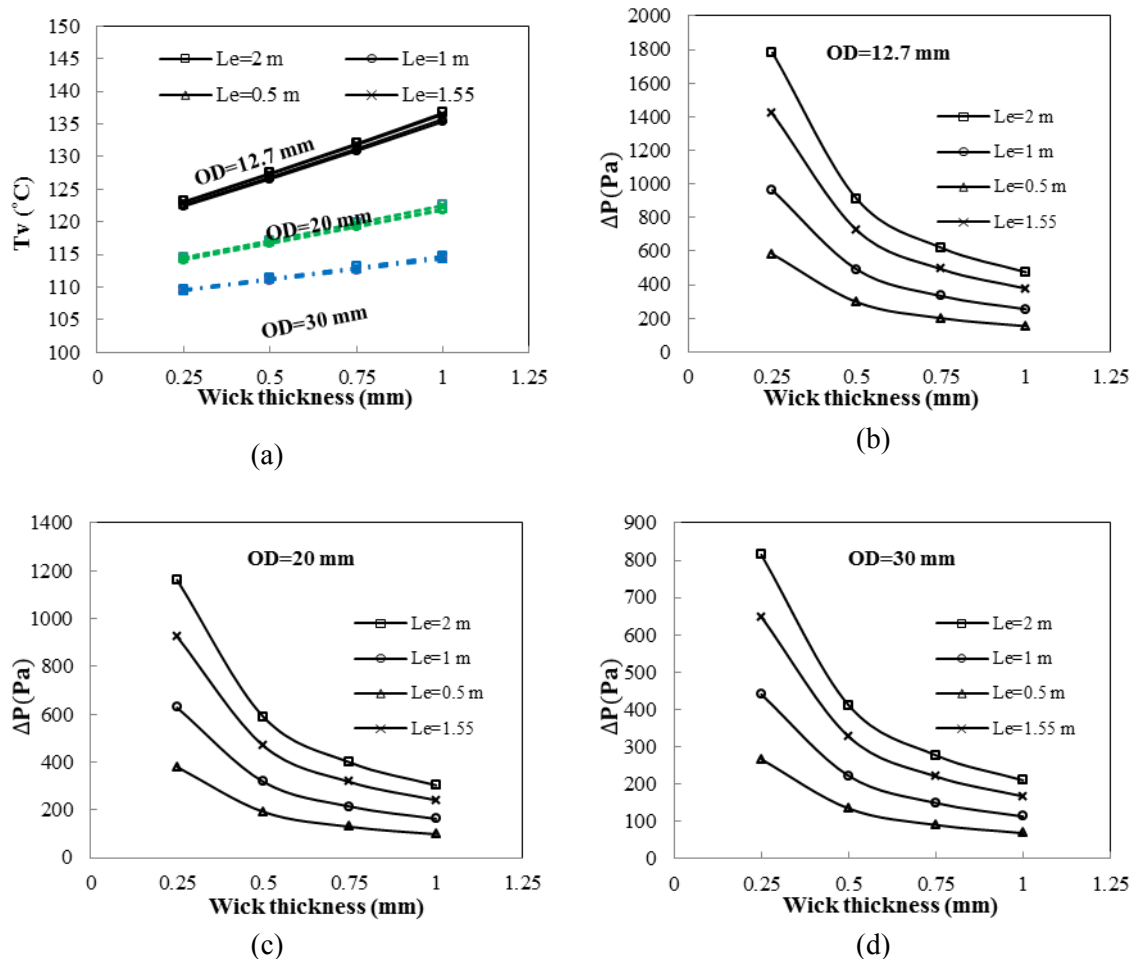 150
145
140
135
130
125
120
115
110
105
100
Tv (˚C)
Le=2 m
Le=1 m
Le=0.5 m
Le=1.55
OD=12.7 mm
OD=20 mm
OD=30 mm
0 0.25 0.5 0.75 1 1.25
Wick thickness (mm)
(a)
2000
1800
1600
1400
1200
1000
800
600
400
200
0
ΔP (Pa)
OD=12.7 mm
Le=2 m
Le=1 m
Le=0.5 m
Le=1.55
0 0.25 0.5 0.75 1 1.25
Wick thickness (mm)
(b)
1400
1200
1000
800
600
400
200
0
ΔP (Pa)
OD=20 mm
Le=2 m
Le=1 m
Le=0.5 m
Le=1.55
0 0.25 0.5 0.75 1 1.25
Wick thickness (mm)
(c)
900
800
700
600
500
400
300
200
100
0
ΔP (Pa)
OD=30 mm
Le=2 m
Le=1 m
Le=0.5 m
Le=1.55 m
0 0.25 0.5 0.75 1 1.25
Wick thickness (mm)
(d)